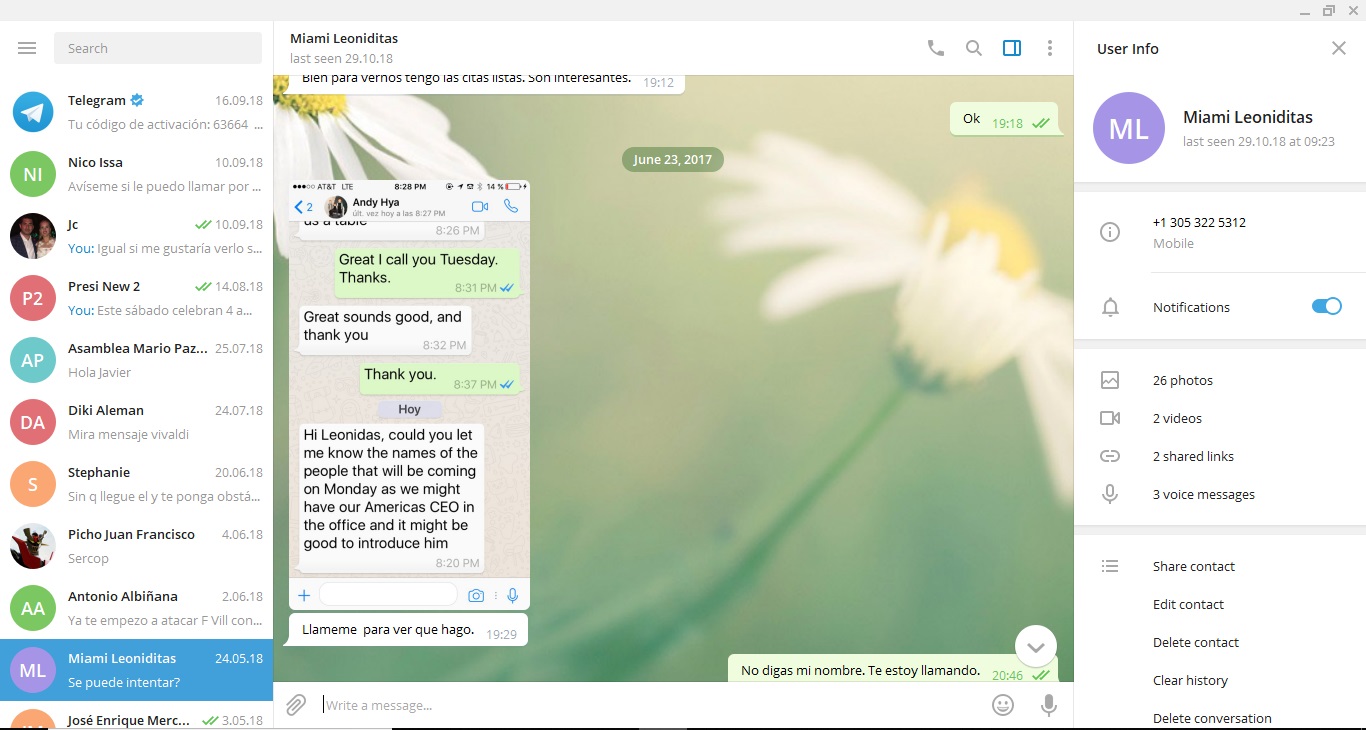 Search
Telegram
16.09.18
Tu código de activación: 63664 ...
NI
Nico Issa
10.09.18
Avíseme si le puedo llamar por ...
Jc
10.09.18
You: Igual si me gustaría verlo s...
P2
Presi New 2
14.08.18
You: Este sábado celebran 4 a...
AP
Asamblea Mario Paz...
25.07.18
Hola Javier
DA
Diki Aleman
24.07.18
Mira mensaje vivaldi
S
Stephanie
20.06.18
Sin q llegue el y te ponga obstá...
Picho Juan Francisco
4.06.18
Sercop
AA
Antonio Albiñana
2.06.18
Ya te empezo a atacar F Vill con...
ML
Miami Leoniditas
24.05.18
Se puede intentar?
José Enrique Merc...
3.05.18
Miami Leoniditas
last seen 29.10.18
Bien para vernos tengo las citas listas. Son interesantes.
19:12
Ok
19:18
June 23, 2017
AT&T LTE
8:28 PM
14 %
2
Andy Hya
últ. vez hoy a las 8:27 PM
us a table
8:26 PM
Great I call you Tuesday.
Thanks.
8:31 PM
Great sounds good, and
thank you
8:32 PM
Thank you.
8:37 PM
Hoy
Hi Leonidas, could you let
me know the names of the
people that will be coming
on Monday as we might
have our Americas CEO in
the office and it might be
good to introduce him
8:20 PM
Llameme para ver que hago.
19:29
No digas mi nombre. Te estoy llamando.
20:46
Write a message...
User Info
ML
Miami Leoniditas
last seen 29.10.18 at 09:23
+1 305 322 5312
Mobile
Notifications
26 photos
2 videos
2 shared links
3 voice messages
Share contact
Edit contact
Delete contact
Clear history
Delete conversation